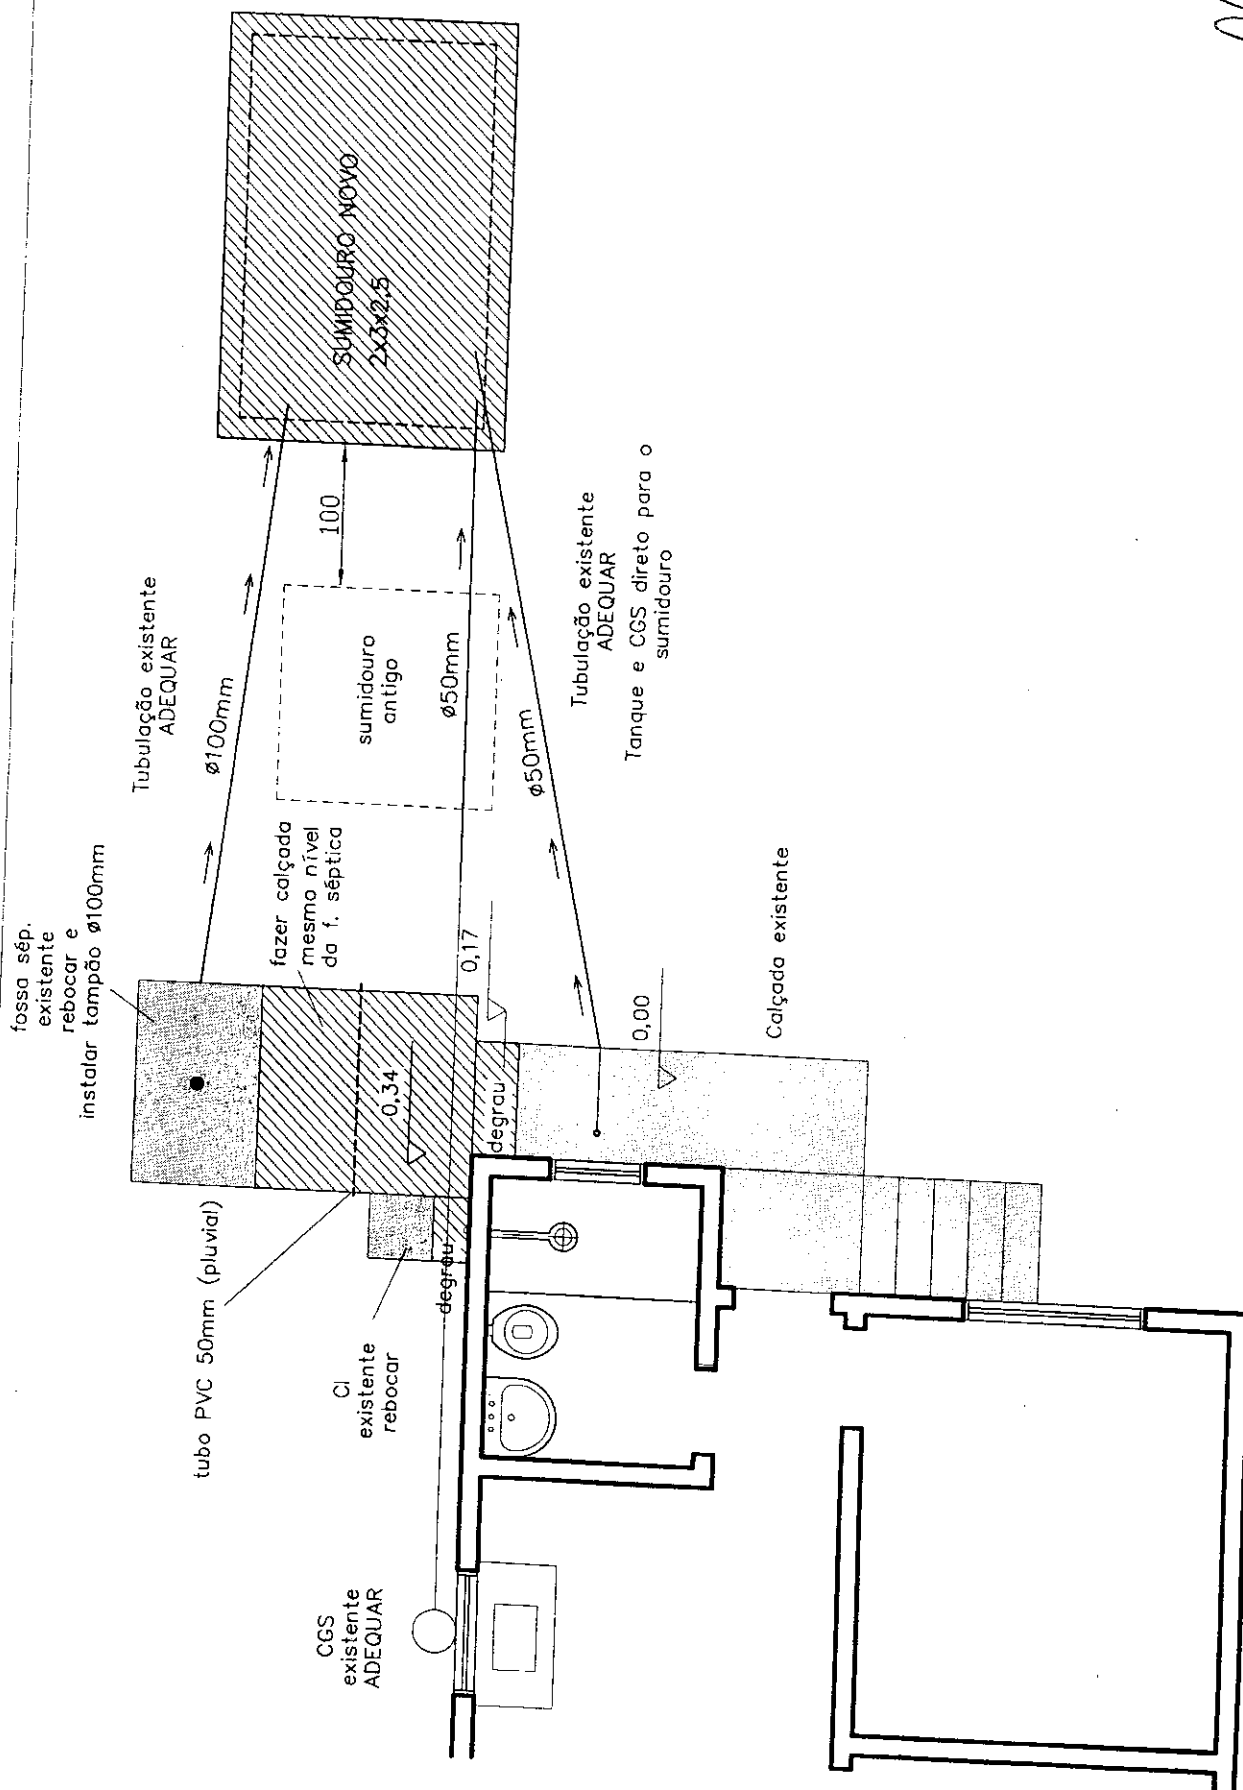 fossa sép.
existente
rebocar e
instalar tampão ø100mm
Tubulação existente
ADEQUAR
ø100mm
SUMIDOURO NOVO
2x3x2,5
100
fazer calçada
mesmo nível
da f. séptica
sumidouro
antigo
ø50mm
ø50mm
Tubulação existente
ADEQUAR
Tanque e CGS direto para o
sumidouro
tubo PVC 50mm (pluvial)
0,34
0,17
degrau
0,00
Calçada existente
CI
existente
rebocar
degrau
CGS
existente
ADEQUAR